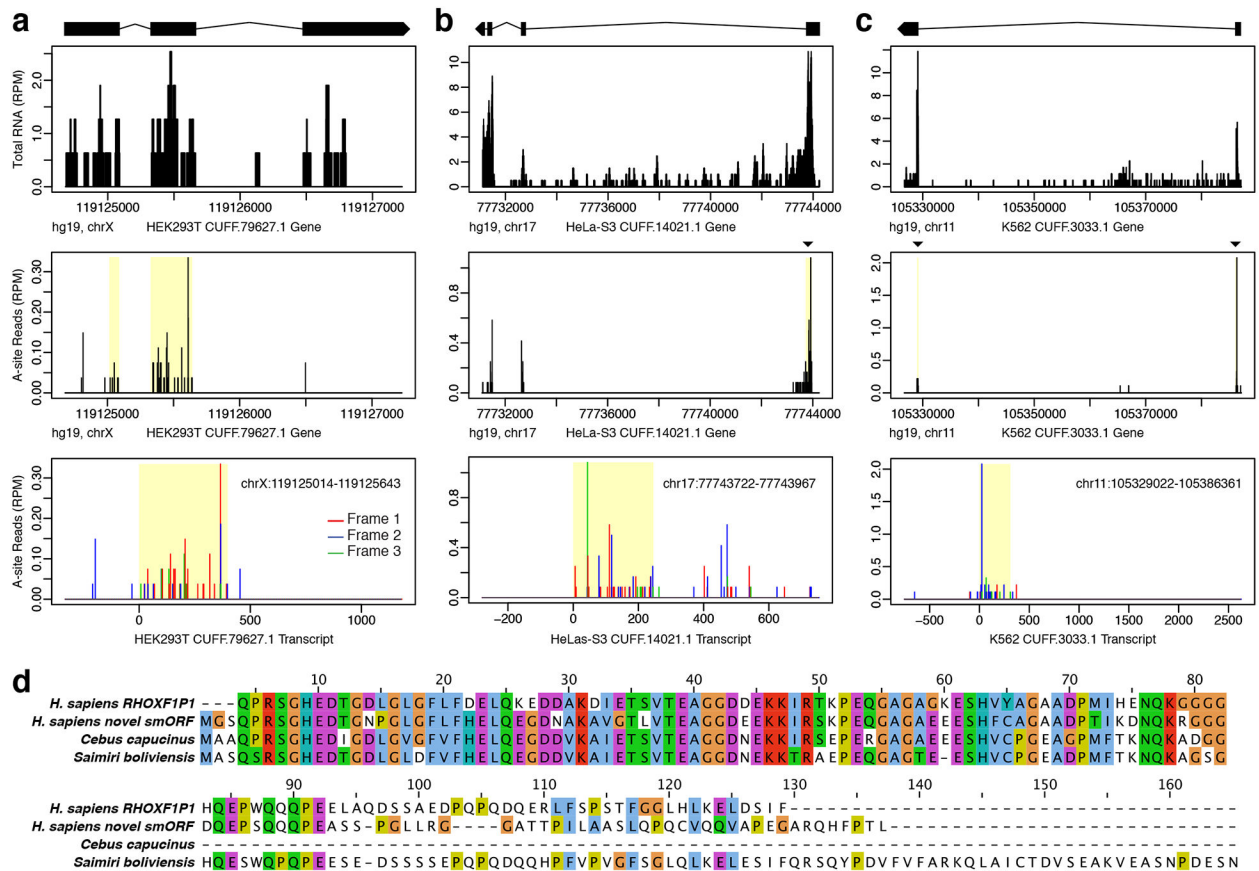 a b c
Total RNA (RPM)
0.0 1.0 2.0
119125000 119126000 119127000
hg19, chrX HEK293T CUFF.79627.1 Gene
0 2 4 6 8 10
77732000 77736000 77740000 77744000
hg19, chr17 HeLa-S3 CUFF.14021.1 Gene
0 2 4 6 8 10
105330000 105350000 105370000
hg19, chr11 K562 CUFF.3033.1 Gene
A-site Reads (RPM)
0.00 0.10 0.20 0.30
119125000 119126000 119127000
hg19, chrX HEK293T CUFF.79627.1 Gene
0.0 0.4 0.8
77732000 77736000 77740000 77744000
hg19, chr17 HeLa-S3 CUFF.14021.1 Gene
0.0 0.5 1.0 1.5 2.0
105330000 105350000 105370000
hg19, chr11 K562 CUFF.3033.1 Gene
A-site Reads (RPM)
0.00 0.10 0.20 0.30
chrX:119125014-119125643
Frame 1
Frame 2
Frame 3
0 500 1000
HEK293T CUFF.79627.1 Transcript
0.0 0.4 0.8
chr17:77743722-77743967
−200 0 200 400 600
HeLas-S3 CUFF.14021.1 Transcript
0.0 0.5 1.0 1.5 2.0
chr11:105329022-105386361
−500 0 500 1000 1500 2000 2500
K562 CUFF.3033.1 Transcript
d
10 20 30 40 50 60 70 80
H. sapiens RHOXF1P1 ---QPRSGHEDTGDLGLGFLFDELQKEDDAKDIETSVTEAGGDDEKKIRTKPEQGAGAGKESHVYAGAADPMIHENQKGGGG
H. sapiens novel smORF MGSQPRSGHEDTGNPGLGFLFHELQEGDNAKAVGTLVTEAGGDEEKKIRSKPEQGAGAEEESHFCAGAADPTIKDNQKRGGG
Cebus capucinus MAAQPRSGHEDIGDLGVGFVFHELQEGDDVKAIETSVTEAGGDNEKKIRSEPERGAGAEEESHVCPGEAGPMFTKNQKADGG
Saimiri boliviensis MASQSRSGHEDTGDLGLDFVFHELQEGDDVKAIETSVTEAGGDNEKKTRAEPEQGAGTE-ESHVCPGEADPMFTKNQKAGSG
90 100 110 120 130 140 150 160
H. sapiens RHOXF1P1 HQEPWQQQPEELAQDSSAEDPQPQDQERLFSPSTFGGLHLKELDSIF------------------------------------
H. sapiens novel smORF DQEPSQQQPEASS-PGLLRG----GATTPILAASLQPQCVQQVAPEGARQHFPTL----------------------------
Cebus capucinus -----------------------------------------------------------------------------------
Saimiri boliviensis HQESWQPQPEESE-DSSSSEPQPQDQQHPFVPVGFSGLQLKELESIFQRSQYPDVFVFARKQLAICTDVSEAKVEASNPDESN